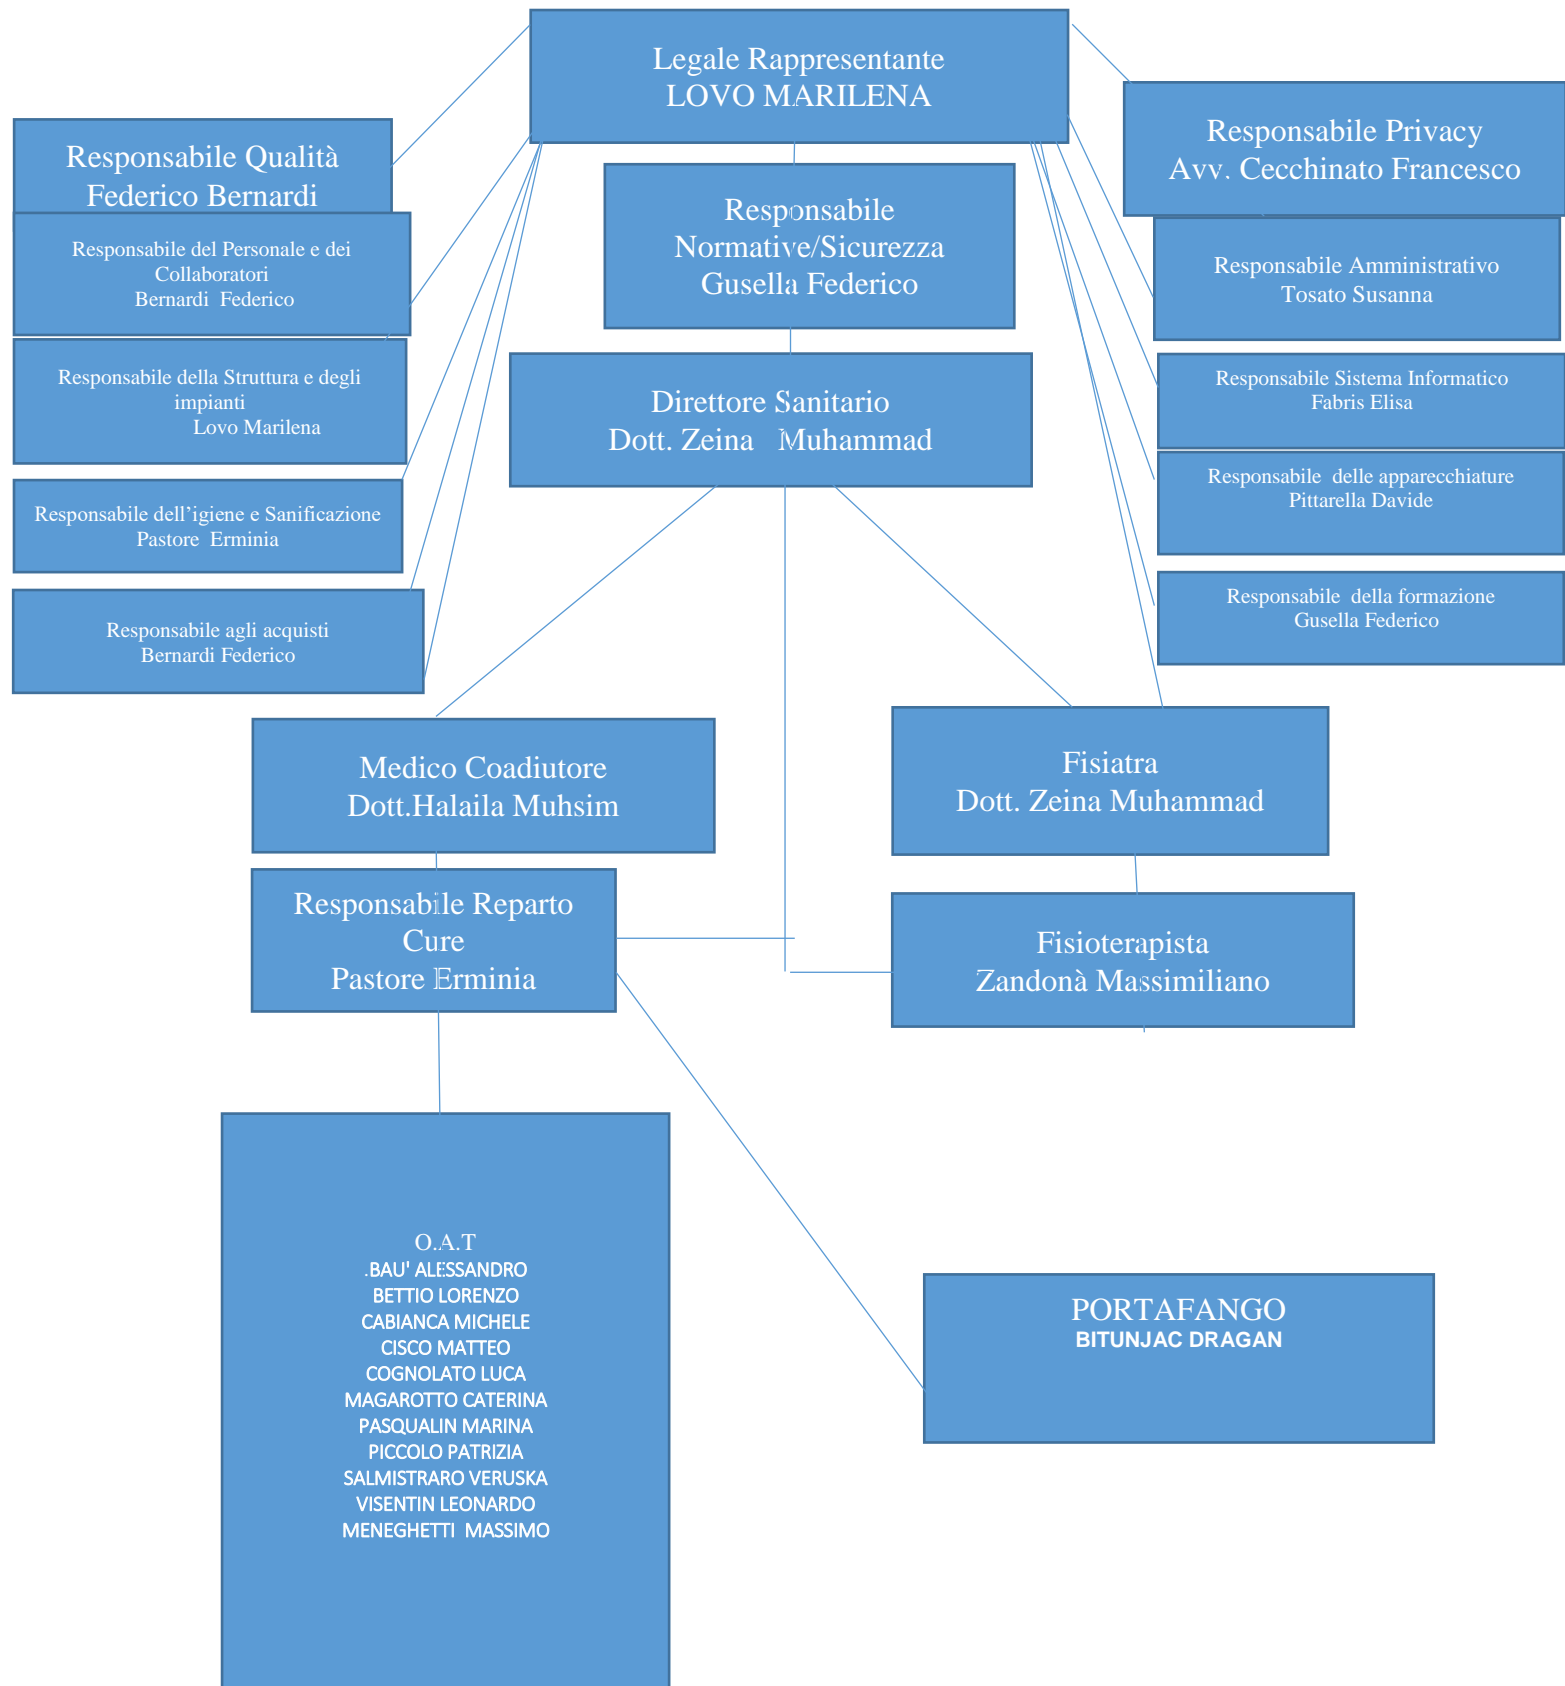 Legale Rappresentante
LOVO MARILENA
Responsabile Qualità
Federico Bernardi
Responsabile Privacy
Avv. Cecchinato Francesco
Responsabile
Normative/Sicurezza
Gusella Federico
Responsabile del Personale e dei
Collaboratori
Bernardi Federico
Responsabile Amministrativo
Tosato Susanna
Responsabile della Struttura e degli
impianti
Lovo Marilena
Direttore Sanitario
Dott. Zeina Muhammad
Responsabile Sistema Informatico
Fabris Elisa
Responsabile delle apparecchiature
Pittarella Davide
Responsabile dell’igiene e Sanificazione
Pastore Erminia
Responsabile agli acquisti
Bernardi Federico
Responsabile della formazione
Gusella Federico
Medico Coadiutore
Dott.Halaila Muhsim
Fisiatra
Dott. Zeina Muhammad
Responsabile Reparto
Cure
Pastore Erminia
Fisioterapista
Zandonà Massimiliano
O.A.T
.BAU' ALESSANDRO
BETTIO LORENZO
CABIANCA MICHELE
CISCO MATTEO
COGNOLATO LUCA
MAGAROTTO CATERINA
PASQUALIN MARINA
PICCOLO PATRIZIA
SALMISTRARO VERUSKA
VISENTIN LEONARDO
MENEGHETTI MASSIMO
PORTAFANGO
BITUNJAC DRAGAN